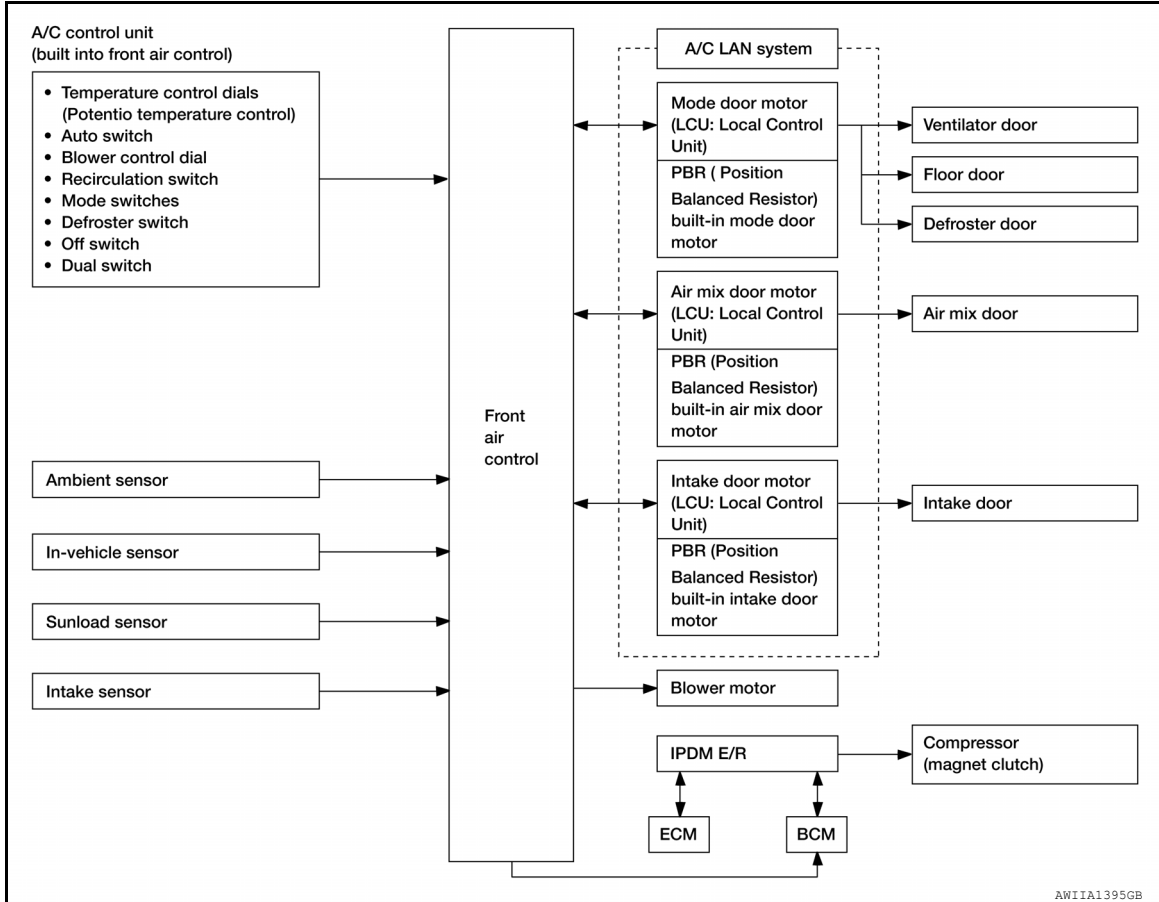 A/C control unit
(built into front air control)
• Temperature control dials
(Potentio temperature control)
• Auto switch
• Blower control dial
• Recirculation switch
• Mode switches
• Defroster switch
• Off switch
• Dual switch
Ambient sensor
In-vehicle sensor
Sunload sensor
Intake sensor
Front
air
control
A/C LAN system
Mode door motor
(LCU: Local Control
Unit)
PBR ( Position
Balanced Resistor)
built-in mode door
motor
Air mix door motor
(LCU: Local Control
Unit)
PBR (Position
Balanced Resistor)
built-in air mix door
motor
Intake door motor
(LCU: Local Control
Unit)
PBR (Position
Balanced Resistor)
built-in intake door
motor
Blower motor
IPDM E/R
ECM
BCM
Ventilator door
Floor door
Defroster door
Air mix door
Intake door
Compressor
(magnet clutch)
AWIIA1395GB